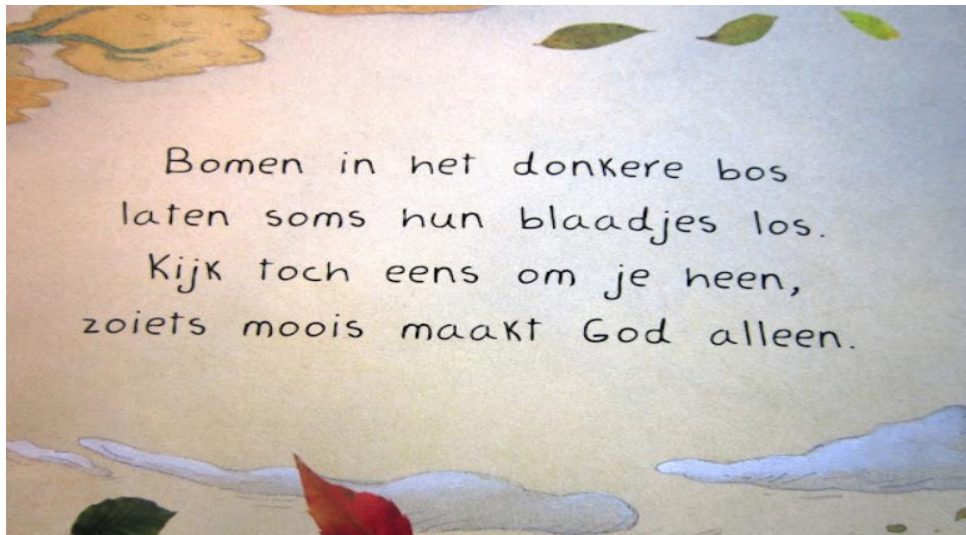 Bomen in het donkere bos
laten soms hun blaadjes los.
Kijk toch eens om je heen,
zoiets moois maakt God alleen.